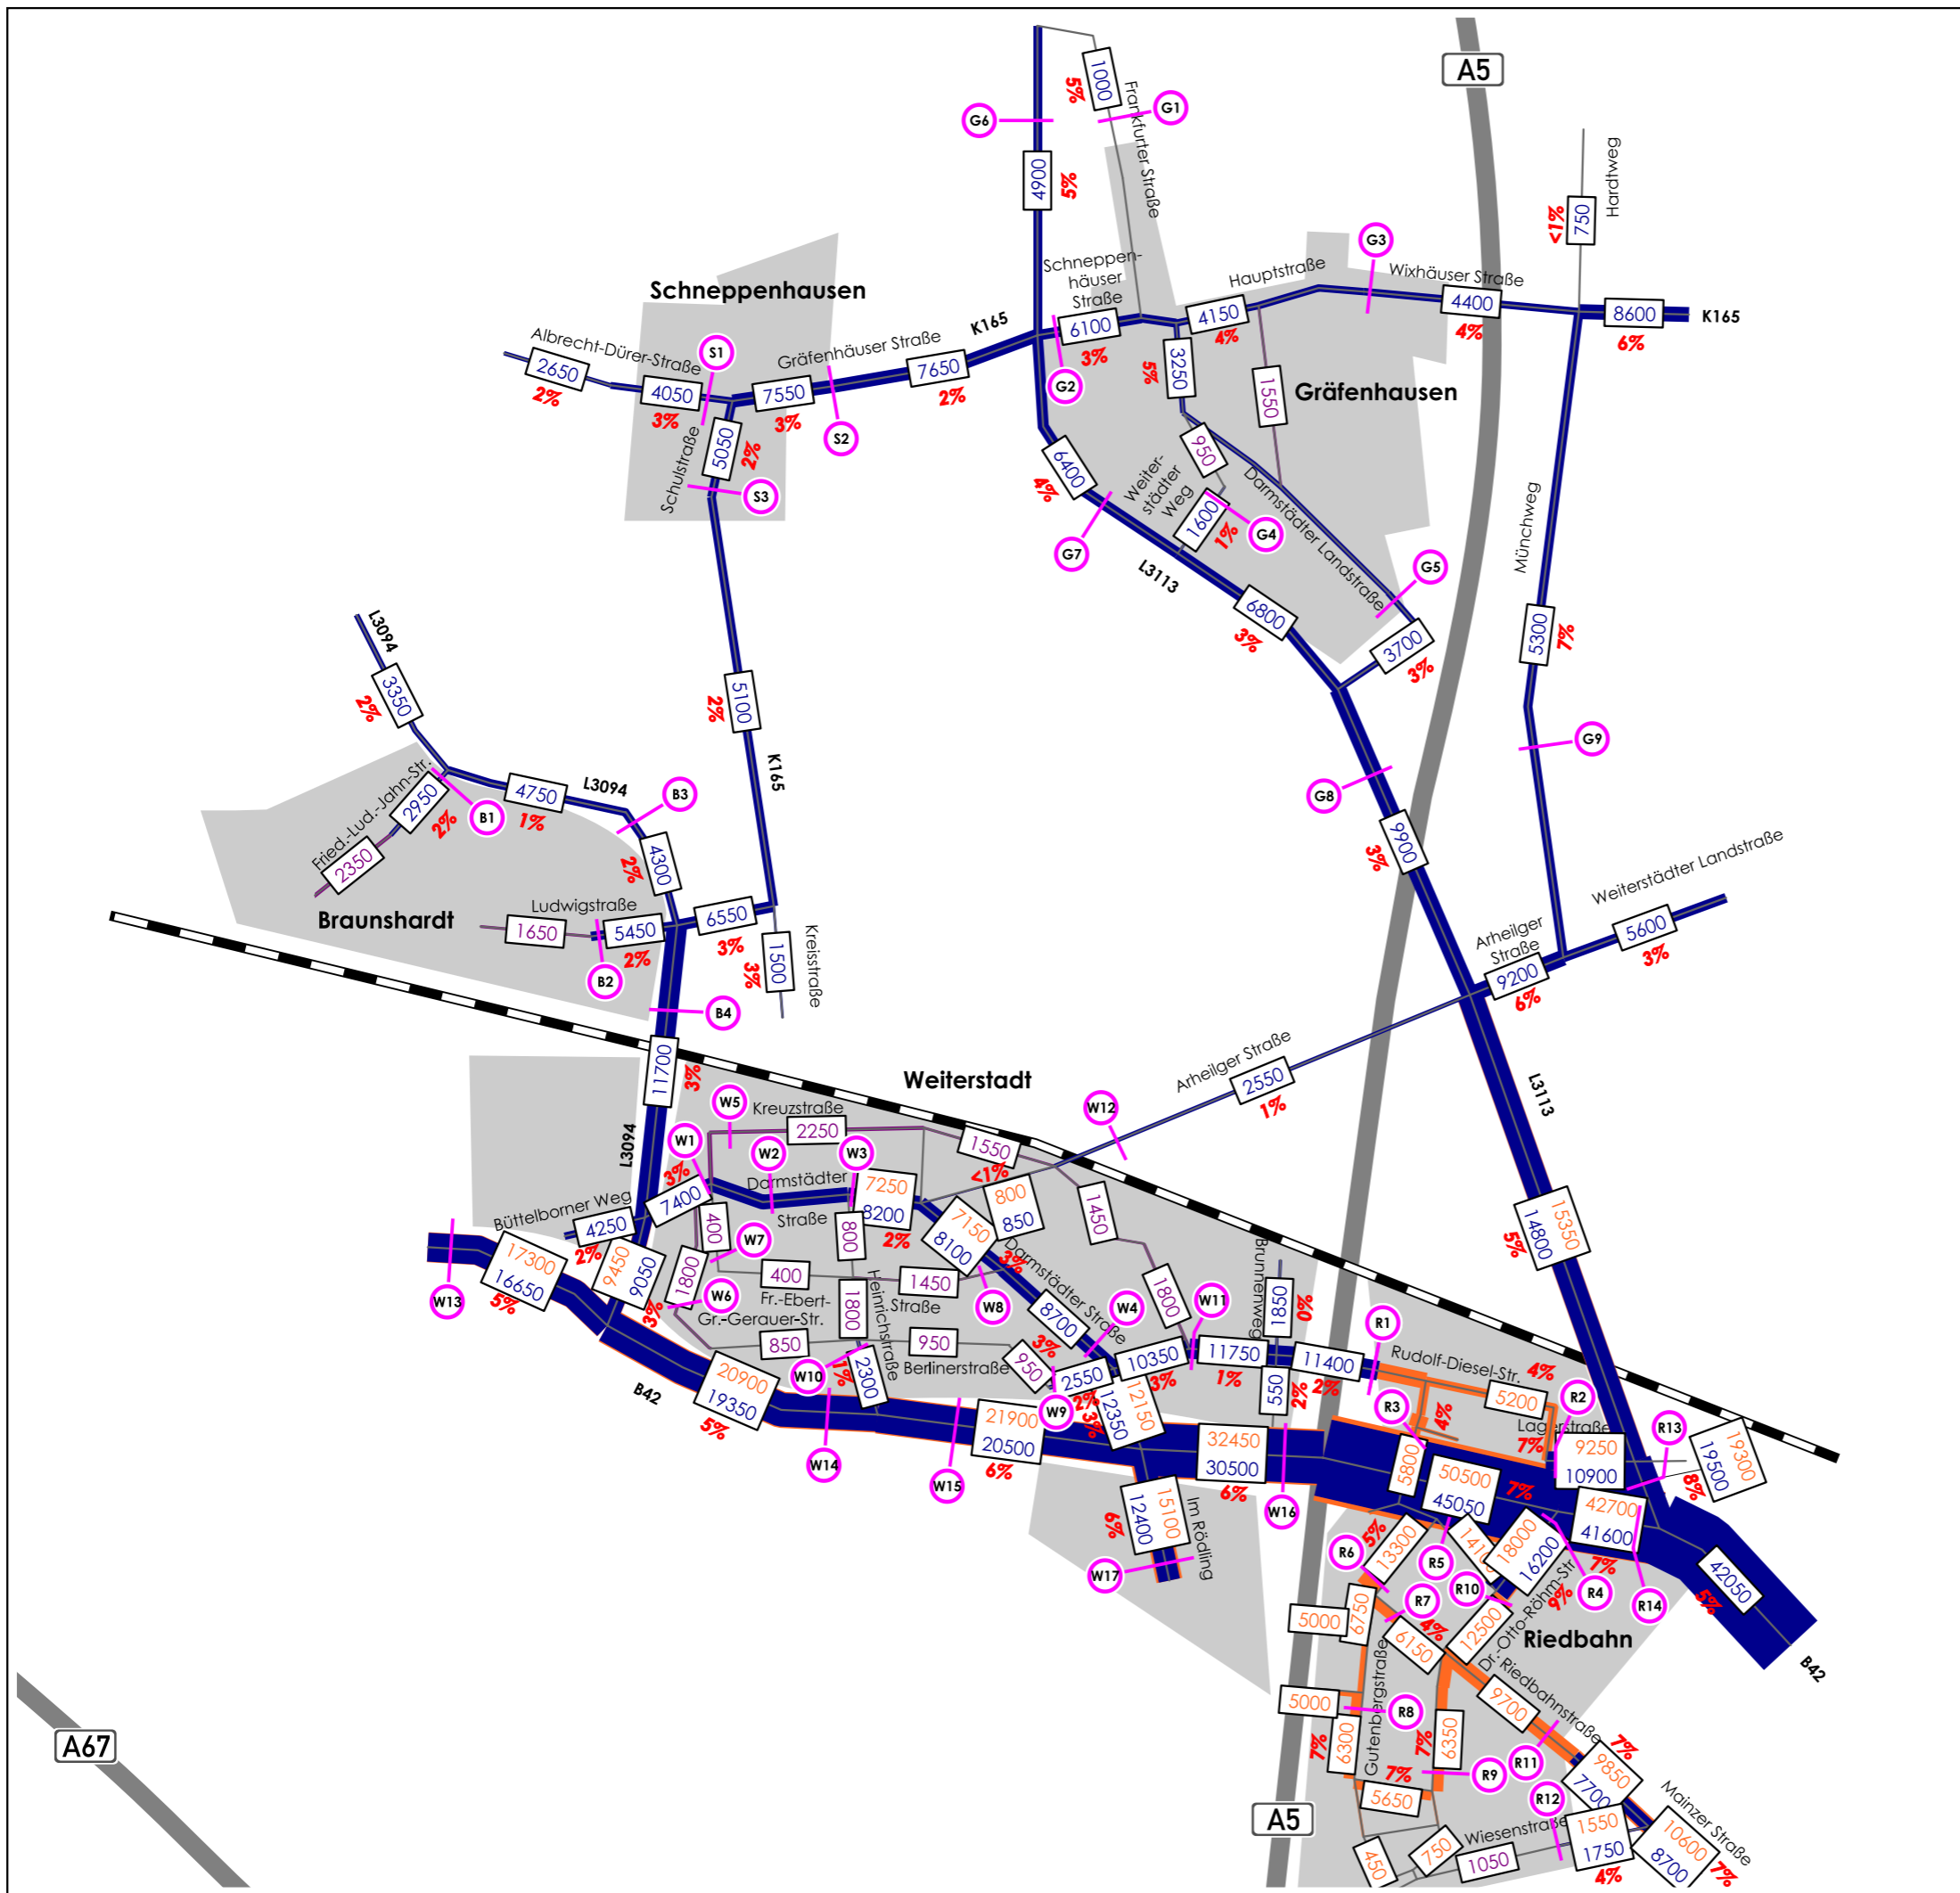 A5
1000
5%
Frankfurter Straße
G1
G6
4900
5%
Hardtweg
<1%
750
G3
Schneppen-
häuser
Straße
Hauptstraße
Wixhäuser Straße
Schneppenhausen
K165
6100
3%
4150
4%
4400
4%
8600
6%
K165
Albrecht-Dürer-Straße
S1
Gräfenhäuser Straße
2650
2%
4050
3%
7550
3%
7650
2%
G2
5%
3250
1550
Gräfenhausen
S2
Schulstraße
5050
2%
S3
6400
4%
950
Weiter-
städter
Weg
1600
1%
G4
Darmstädter Landstraße
G7
L3113
G5
Münchweg
6800
3%
3700
3%
5300
7%
L3094
3350
2%
5100
2%
K165
G9
G8
Fried.-Lud.-Jahn-Str.
2950
2%
2350
B1
4750
1%
L3094
B3
4300
2%
9900
3%
Weiterstädter Landstraße
Braunshardt
Ludwigstraße
1650
5450
2%
B2
6550
3%
3%
1500
Kreisstraße
Arheilger
Straße
5600
3%
9200
6%
B4
11700
3%
Weiterstadt
Arheilger Straße
2550
1%
L3113
W12
W5
Kreuzstraße
2250
1550
<1%
L3094
W1
W2
W3
3%
Darmstädter
Straße
7400
7250
8200
2%
800
850
1450
Büttelborner Weg
4250
2%
400
800
7150
8100
3%
15350
14800
5%
17300
16650
5%
W13
9450
9050
3%
1800
W7
W6
400
Fr.-Ebert-
Straße
1450
Heinrichstraße
1800
Gr.-Gerauer-Str.
850
950
Berlinerstraße
950
W8
Darmstädter Straße
8700
3%
W4
1800
W11
Brunnenweg
1850
0%
R1
W10
1%
2300
2550
2%
W9
10350
3%
11750
1%
11400
2%
550
2%
Rudolf-Diesel-Str.
4%
5200
R2
R3
4%
Lagerstraße
7%
R13
B42
20900
19350
5%
W14
21900
20500
6%
W15
12150
12350
3%
32450
30500
6%
W16
5800
50500
45050
7%
9250
10900
19300
19500
8%
42700
41600
7%
15100
12400
6%
Im Rödling
W17
R6
5%
13300
R5
18000
16200
9%
R10
R4
R14
42050
5%
B42
5000
6750
R7
4%
6150
12500
Dr.-Otto-Röhm-Str.
Riedbahn
5000
R8
Gutenbergstraße
6300
7%
6350
7%
9700
Riedbahnstraße
R11
R9
7%
5650
9850
7700
7%
A67
A5
R12
Mainzer Straße
Wiesenstraße
450
750
1050
1550
1750
4%
10600
8700
7%